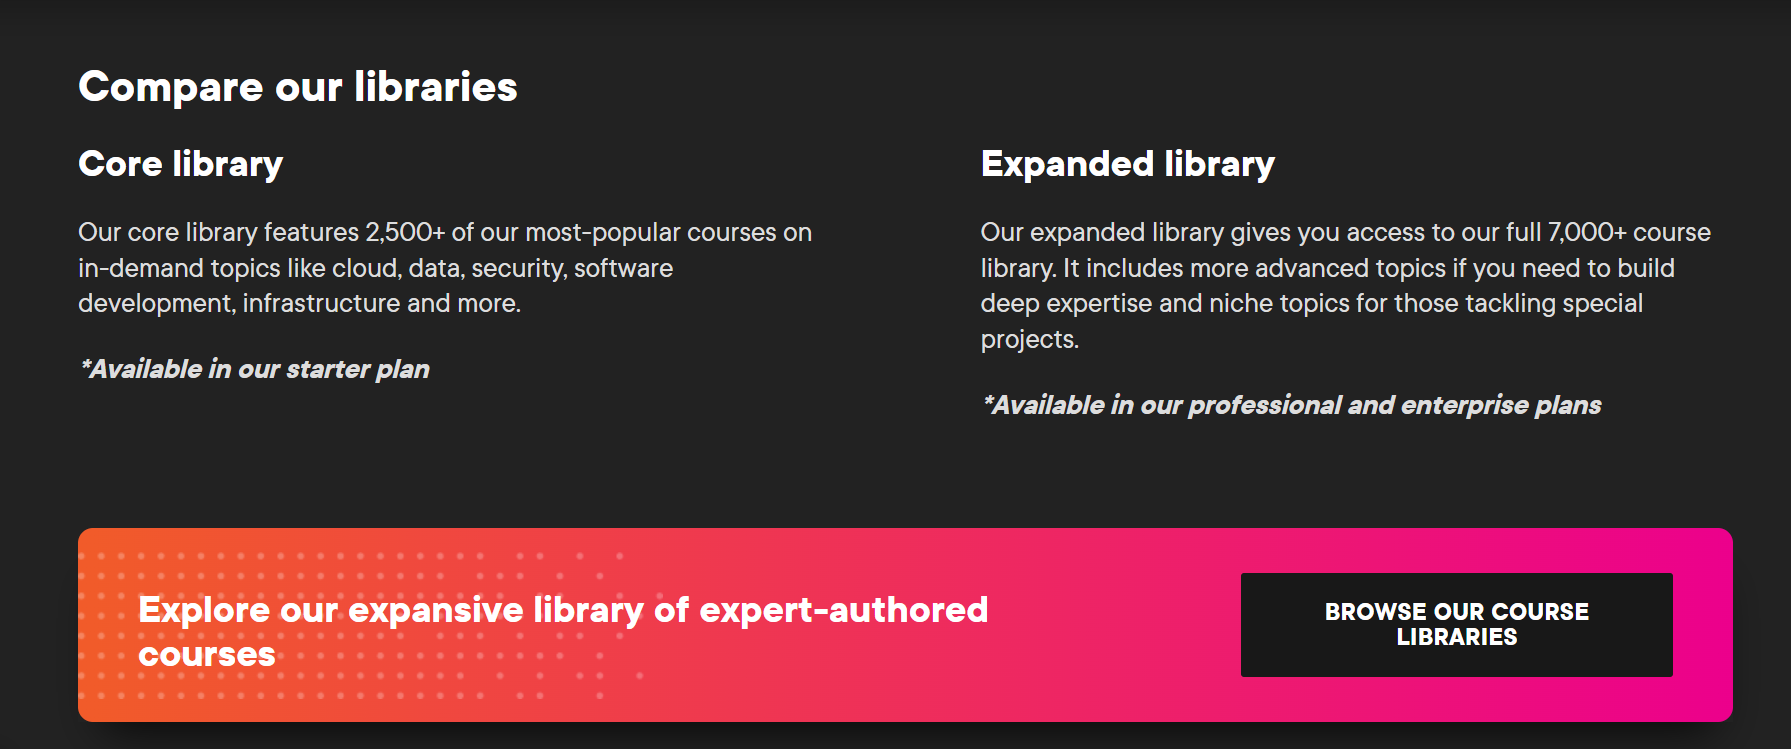 Compare our libraries
Core library
Our core library features 2,500+ of our most-popular courses on
in-demand topics like cloud, data, security, software
development, infrastructure and more.
*Available in our starter plan
Expanded library
Our expanded library gives you access to our full 7,000+ course
library. It includes more advanced topics if you need to build
deep expertise and niche topics for those tackling special
projects.
*Available in our professional and enterprise plans
Explore our expansive library of expert-authored
courses
BROWSE OUR COURSE
LIBRARIES